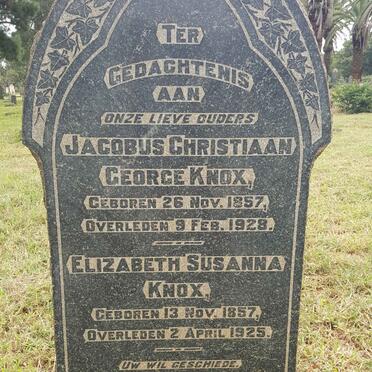 TER
GEDACHTENIS
AAN
ONZE LIEVE OUDERS
JACOBUS CHRISTIAAN
GEORGE KNOX,
GEBOREN 26 NOV. 1857,
OVERLEDEN 9 FEB. 1928.
ELIZABETH SUSANNA
KNOX,
GEBOREN 13 NOV. 1857,
OVERLEDEN 2 APRIL 1925.
UW WIL GESCHIEDE.